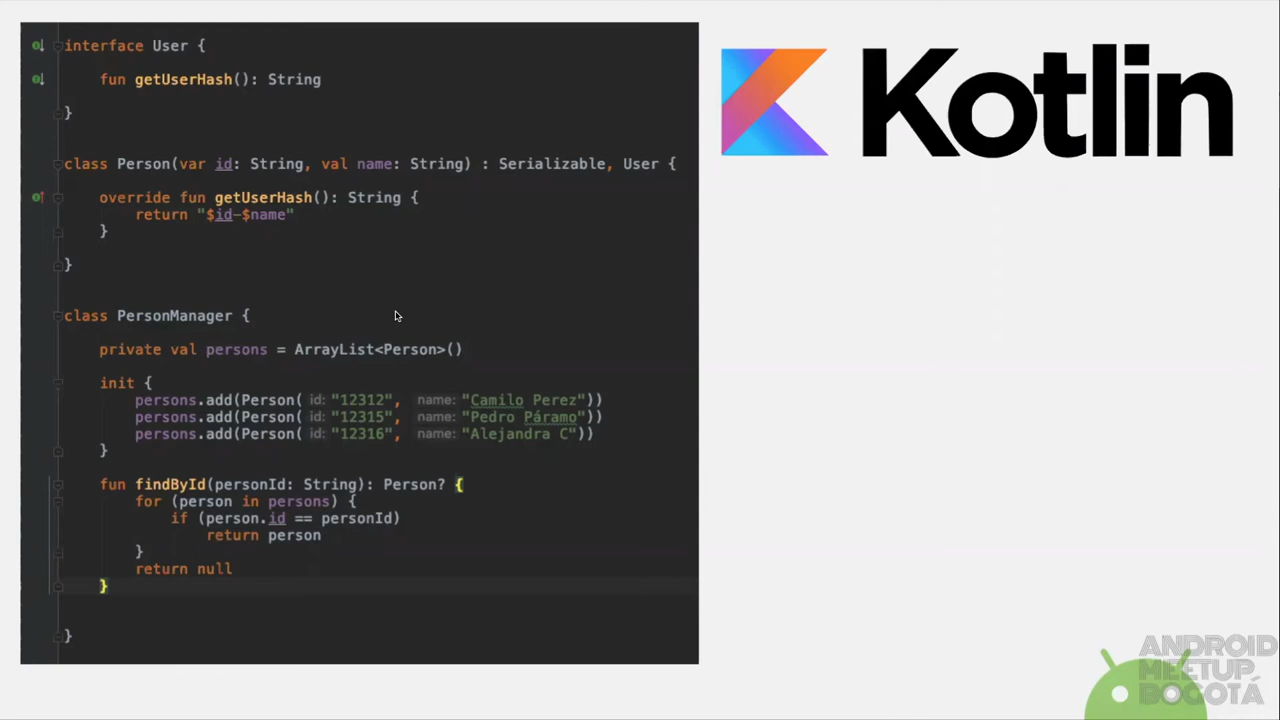 interface User {
fun getUserHash(): String
}
class Person(var id: String, val name: String) : Serializable, User {
override fun getUserHash(): String {
return "$id-$name"
}
}
class PersonManager {
private val persons = ArrayList<Person>()
init {
persons.add(Person( id: "12312", name: "Camilo Perez"))
persons.add(Person( id: "12315", name: "Pedro Páramo"))
persons.add(Person( id: "12316", name: "Alejandra C"))
}
fun findById(personId: String): Person? {
for (person in persons) {
if (person.id == personId)
return person
}
return null
}
}
Kotlin
ANDROID
MEETUP
BOGOTÁ